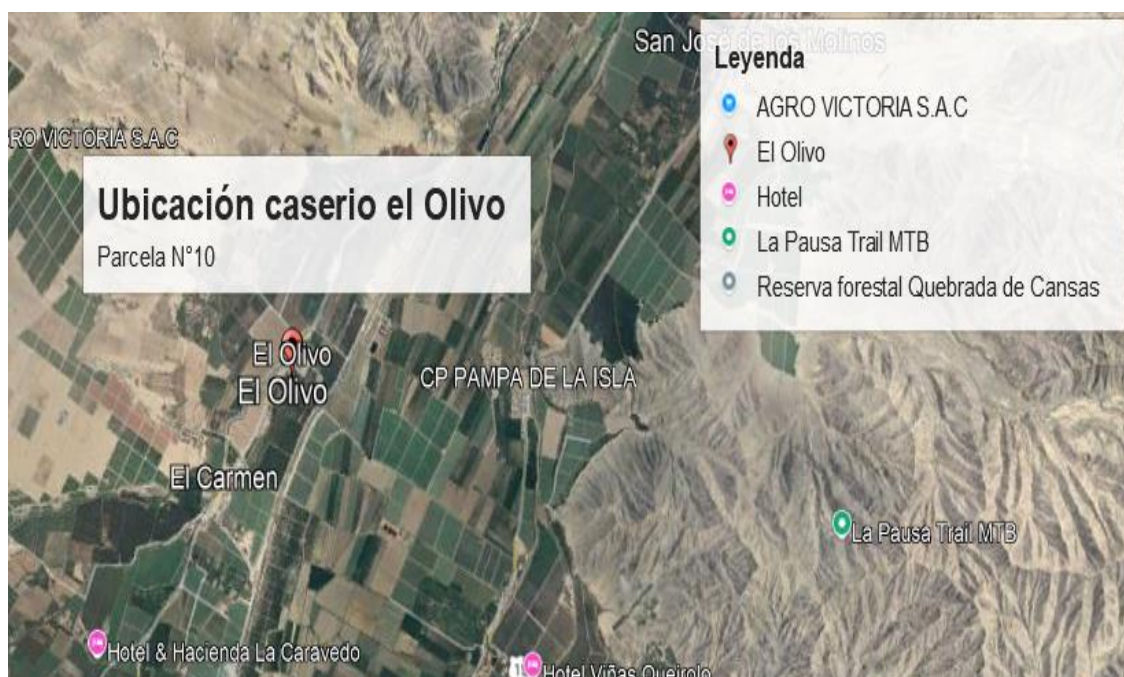 San José de los Molinos
Leyenda
AGRO VICTORIA S.A.C
El Olivo
Hotel
La Pausa Trail MTB
Reserva forestal Quebrada de Cansas
RO VICTORIA S.A.C
Ubicación caserio el Olivo
Parcela N°10
El Olivo
El Olivo
CP PAMPA DE LA ISLA
El Carmen
La Pausa Trail MTB
Hotel & Hacienda La Caravedo
Hotel Viñas Queirolo